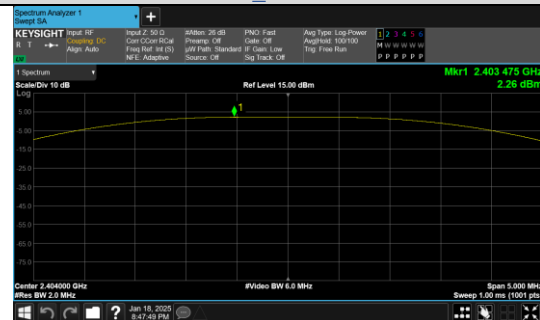 Spectrum Analyzer 1
Swept SA
+
KEYSIGHT Input: RF Input Z: 50 Ω #Atten: 26 dB PNO: Fast Avg Type: Log-Power 1 2 3 4 5 6
R T Coupling: DC Corr CCorr RCal Preamp: Off Gate: Off Avg|Hold: 100/100 M W W W W W
Align: Auto Freq Ref: Int (S) µW Path: Standard IF Gain: Low Trig: Free Run
NFE: Adaptive Source: Off Sig Track: Off P P P P P P
1 Spectrum Mkr1 2.403 475 GHz
Scale/Div 10 dB Ref Level 15.00 dBm 2.26 dBm
Log
1
5.00
-5.00
-15.0
-25.0
-35.0
-45.0
-55.0
-65.0
-75.0
Center 2.404000 GHz #Video BW 6.0 MHz Span 5.000 MHz
#Res BW 2.0 MHz Sweep 1.00 ms (1001 pts)
? Jan 18, 2025
8:47:49 PM